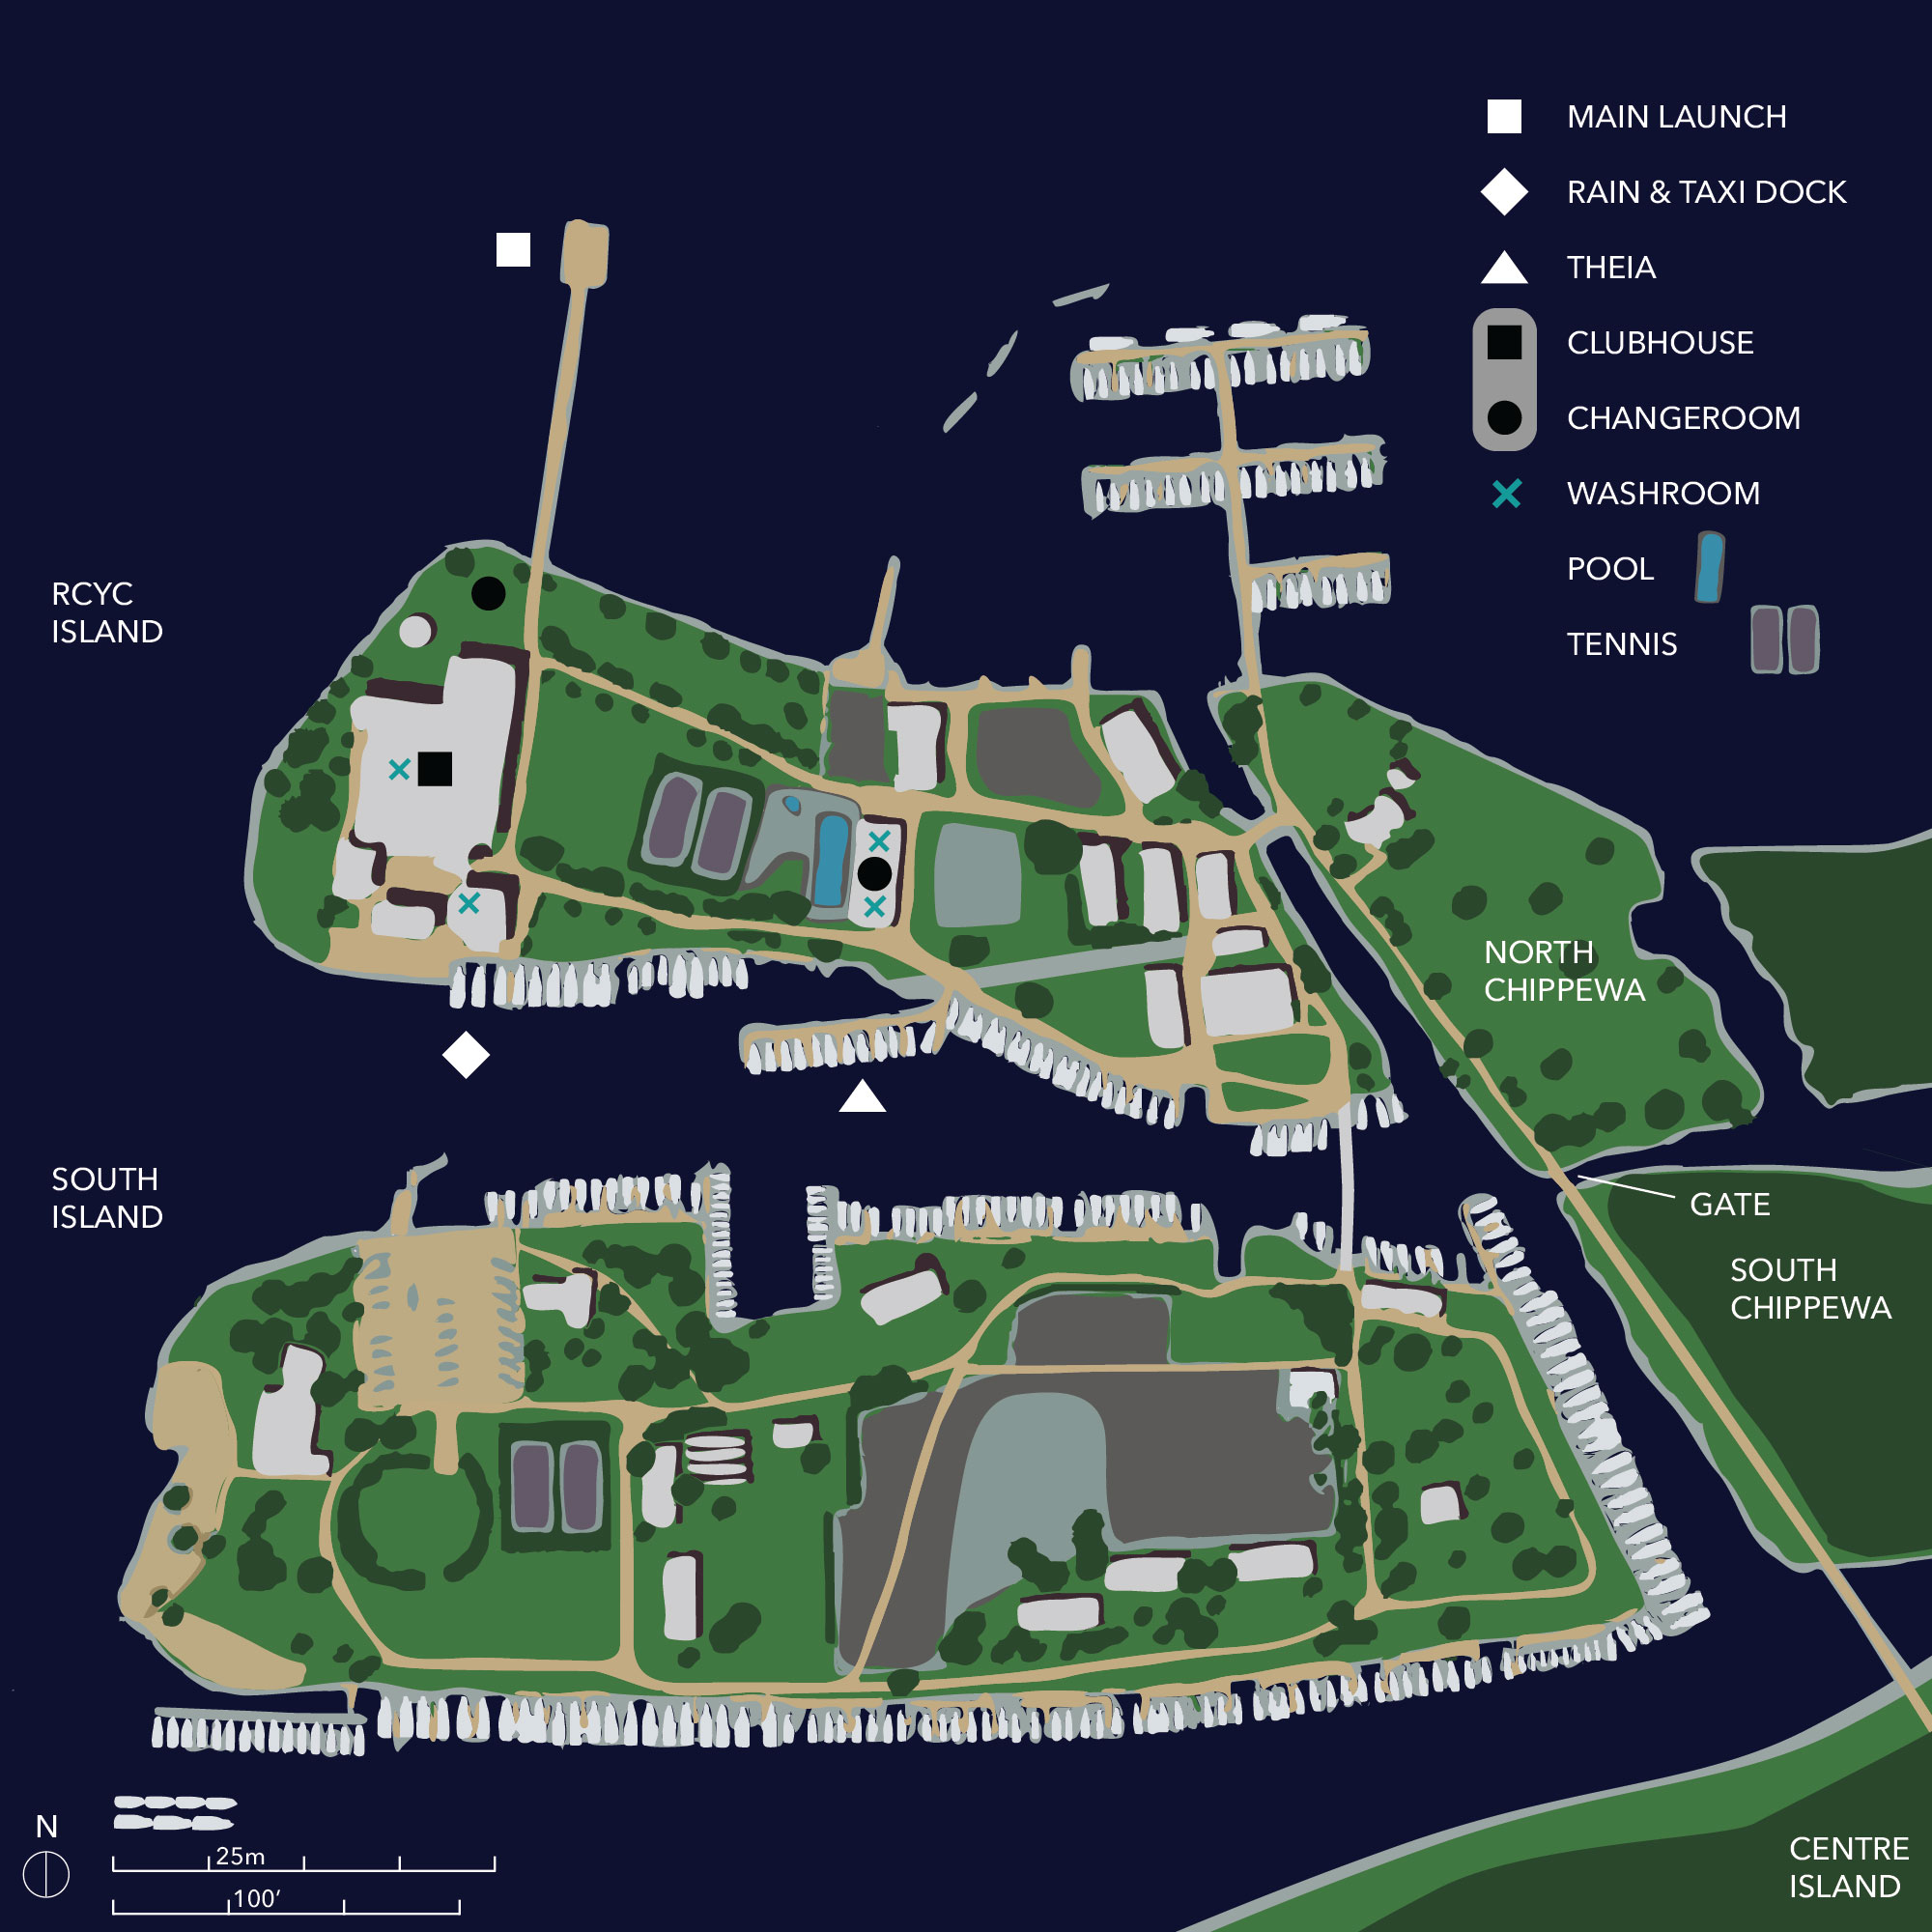 MAIN LAUNCH
RAIN & TAXI DOCK
THEIA
CLUBHOUSE
CHANGEROOM
WASHROOM
POOL
TENNIS
RCYC
ISLAND
NORTH
CHIPPEWA
SOUTH
ISLAND
GATE
SOUTH
CHIPPEWA
N
25m
100'
CENTRE
ISLAND